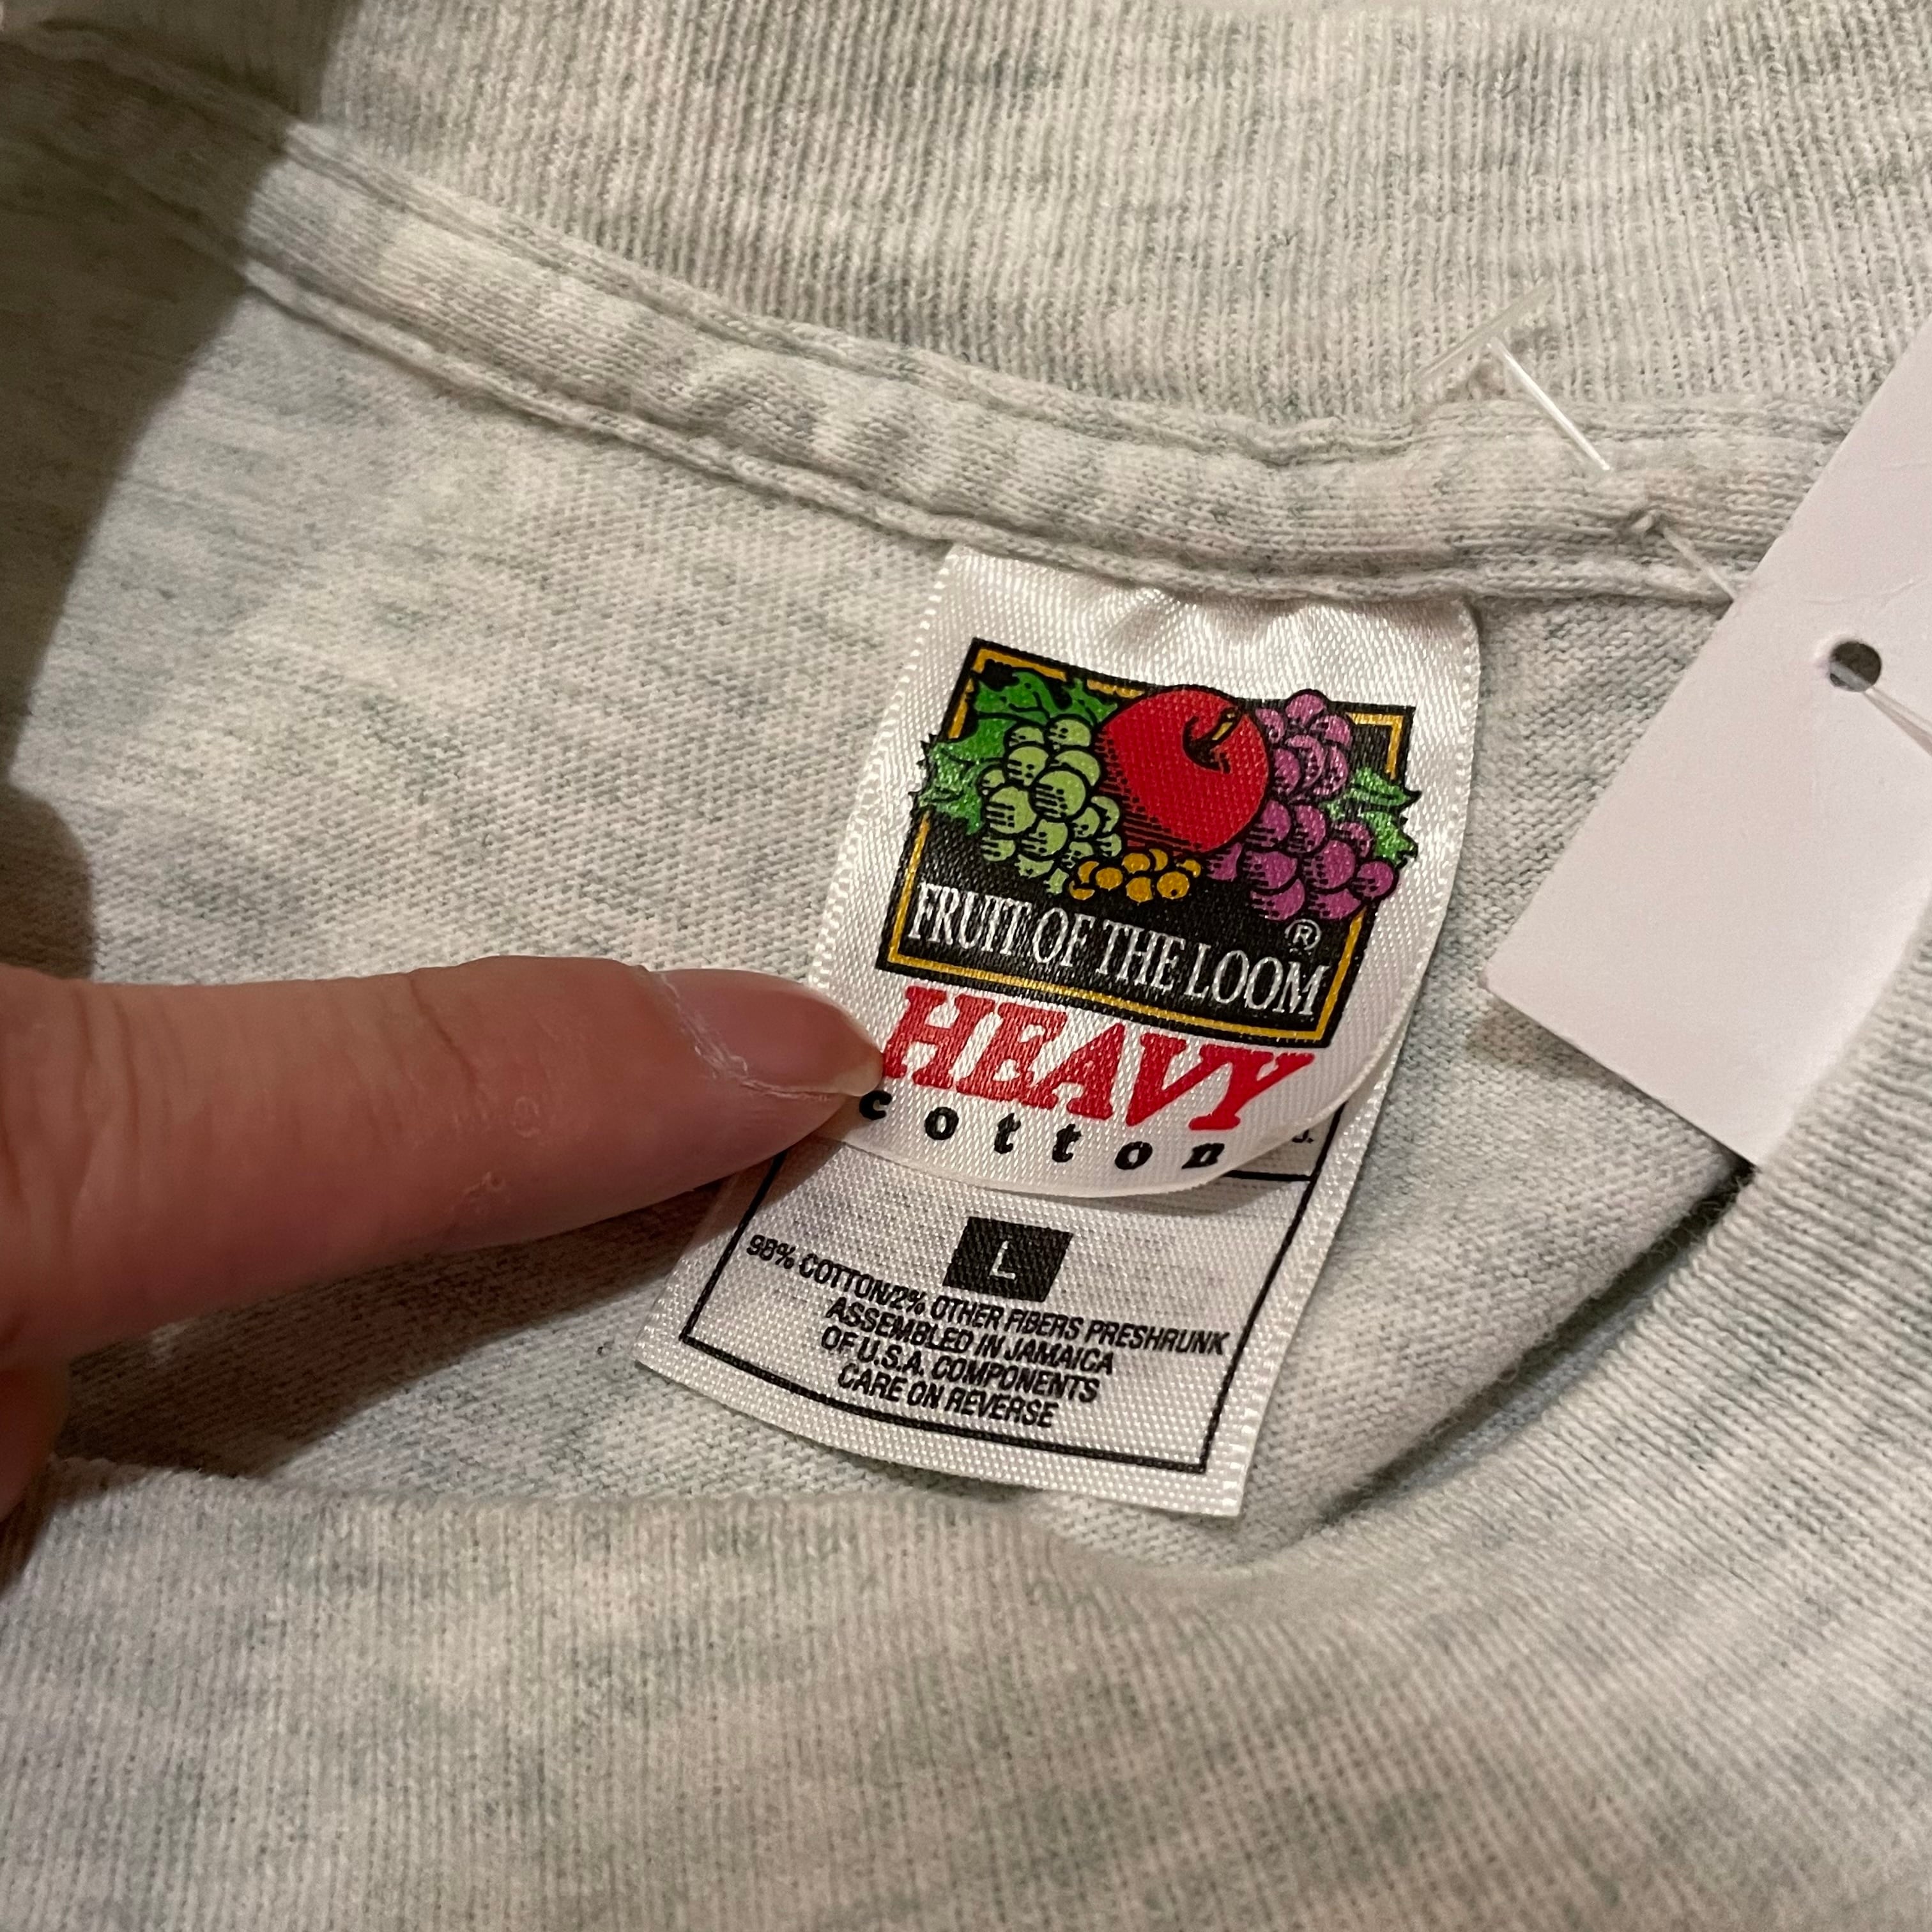 FRUIT OF THE LOOM ®
HEAVY
cotton
L
98% COTTON/2% OTHER FIBERS PRESHRUNK
ASSEMBLED IN JAMAICA
OF U.S.A. COMPONENTS
CARE ON REVERSE